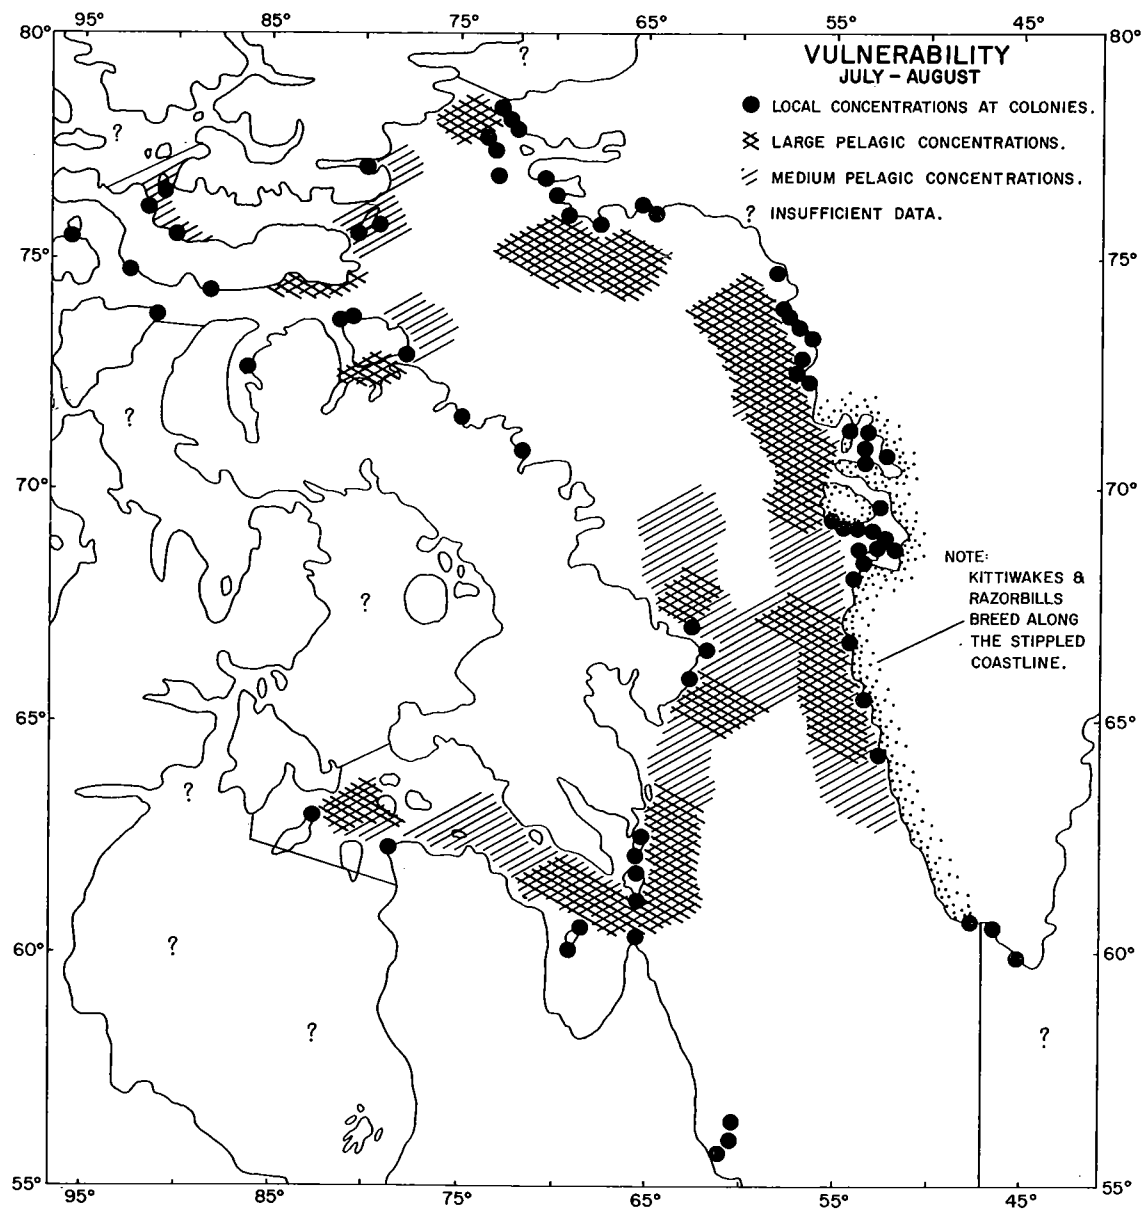 95° 85° 75° 65° 55° 45°
80° 80°
VULNERABILITY
JULY – AUGUST
LOCAL CONCENTRATIONS AT COLONIES.
LARGE PELAGIC CONCENTRATIONS.
MEDIUM PELAGIC CONCENTRATIONS.
? INSUFFICIENT DATA.
?
?
75° 75°
?
70° 70°
NOTE:
KITTIWAKES &
RAZORBILLS
BREED ALONG
THE STIPPLED
COASTLINE.
?
65° 65°
?
60° 60°
?
?
?
55° 55°
95° 85° 75° 65° 55° 45°